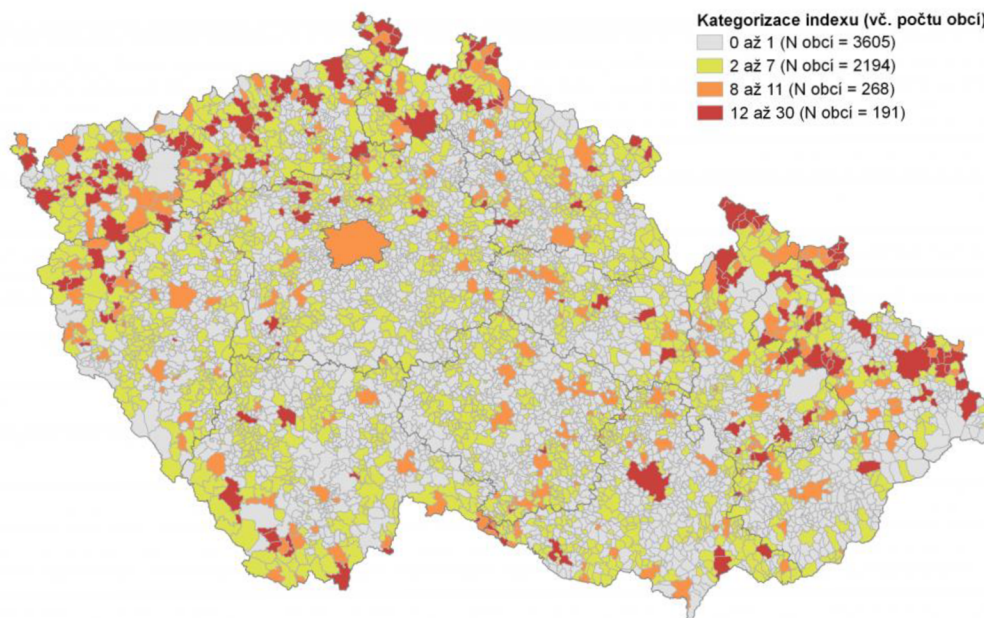 Kategorizace indexu (vč. počtu obcí)
0 až 1 (N obcí = 3605)
2 až 7 (N obcí = 2194)
8 až 11 (N obcí = 268)
12 až 30 (N obcí = 191)